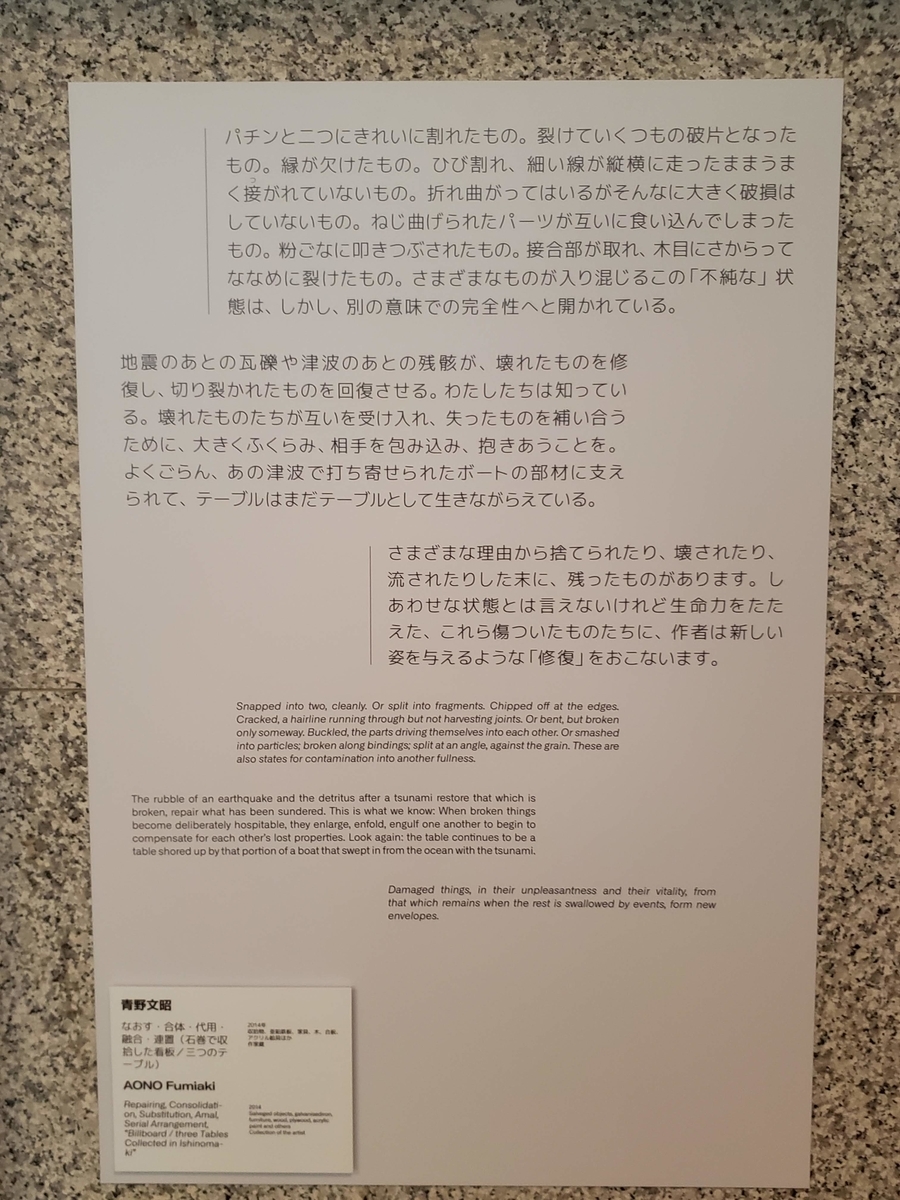 パチンと二つにきれいに割れたもの。裂けていくつもの破片となった
もの。縁が欠けたもの。ひび割れ、細い線が縦横に走ったままうま
く接がれていないもの。折れ曲がってはいるがそんなに大きく破損は
していないもの。ねじ曲げられたパーツが互いに食い込んでしまった
もの。粉ごなに叩きつぶされたもの。接合部が取れ、木目にさからって
ななめに裂けたもの。さまざまなものが入り混じるこの「不純な」状
態は、しかし、別の意味での完全性へと開かれている。
地震のあとの瓦礫や津波のあとの残骸が、壊れたものを修
復し、切り裂かれたものを回復させる。わたしたちは知ってい
る。壊れたものたちが互いを受け入れ、失ったものを補い合う
ために、大きくふくらみ、相手を包み込み、抱きあうことを。
よくごらん、あの津波で打ち寄せられたボートの部材に支え
られて、テーブルはまだテーブルとして生きながらえている。
さまざまな理由から捨てられたり、壊されたり、
流されたりした末に、残ったものがあります。し
あわせな状態とは言えないけれど生命力をたた
えた、これら傷ついたものたちに、作者は新しい
姿を与えるような「修復」をおこないます。
Snapped into two, cleanly. Or split into fragments. Chipped off at the edges.
Cracked, a hairline running through but not harvesting joints. Or bent, but broken
only someway. Buckled, the parts driving themselves into each other. Or smashed
into particles; broken along bindings; split at an angle, against the grain. These are
also states for contamination into another fullness.
The rubble of an earthquake and the detritus after a tsunami restore that which is
broken, repair what has been sundered. This is what we know: When broken things
become deliberately hospitable, they enlarge, enfold, engulf one another to begin to
compensate for each other's lost properties. Look again: the table continues to be a
table shored up by that portion of a boat that swept in from the ocean with the tsunami.
Damaged things, in their unpleasantness and their vitality, from
that which remains when the rest is swallowed by events, form new
envelopes.
青野文昭
なおす・合体・代用・
融合・連置（石巻で収
拾した看板／三つのテ
ーブル）
2014年
収拾物、亜鉛鉄板、家具、木、合板、
アクリル絵具ほか
作家蔵
AONO Fumiaki
Repairing, Consolidati-
on, Substitution, Amal,
Serial Arrangement,
"Billboard / three Tables
Collected in Ishinoma-
ki"
2014
Salvaged objects,
furniture, wood, plywood, acrylic
paint and others
Collection of the artist